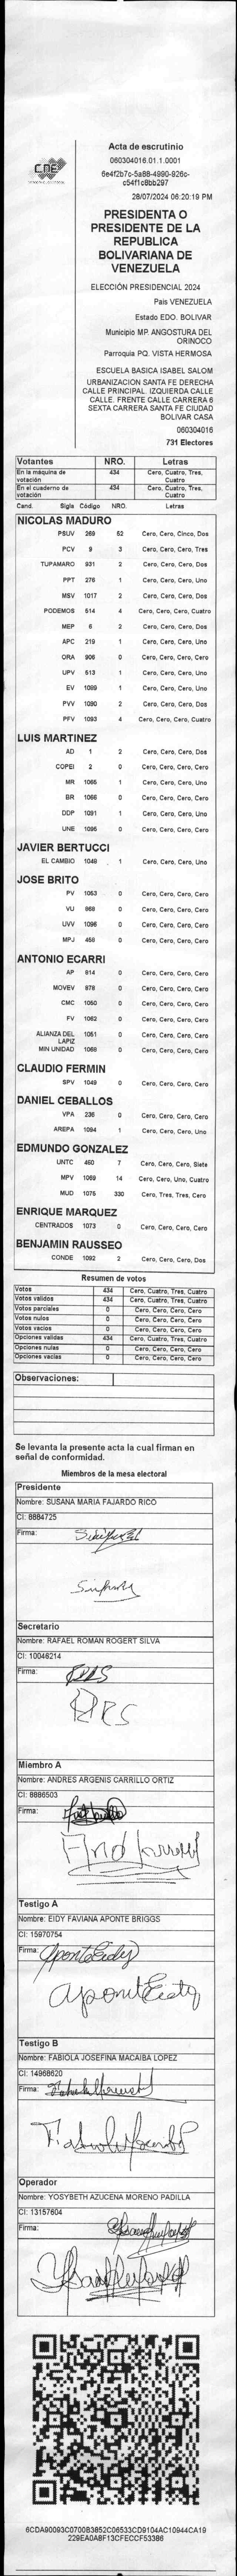 CNE
Acta de escrutinio
060304016.01.1.0001
6e4f2b7c-5a88-4990-926c-
c54f1c8bb297
28/07/2024 06:20:19 PM
PRESIDENTA O
PRESIDENTE DE LA
REPUBLICA
BOLIVARIANA DE
VENEZUELA
ELECCIÓN PRESIDENCIAL 2024
Pais VENEZUELA
Estado EDO. BOLIVAR
Municipio MP. ANGOSTURA DEL
ORINOCO
Parroquia PQ. VISTA HERMOSA
ESCUELA BASICA ISABEL SALOM
URBANIZACION SANTA FE DERECHA
CALLE PRINCIPAL. IZQUIERDA CALLE
CALLE. FRENTE CALLE CARRERA 6
SEXTA CARRERA SANTA FE CIUDAD
BOLIVAR CASA
060304016
731 Electores
Votantes NRO. Letras
En la máquina de votación 434 Cero, Cuatro, Tres, Cuatro
En el cuaderno de votación 434 Cero, Cuatro, Tres, Cuatro
Cand. Sigla Código NRO. Letras
NICOLAS MADURO
PSUV 269 52 Cero, Cero, Cinco, Dos
PCV 9 3 Cero, Cero, Cero, Tres
TUPAMARO 931 2 Cero, Cero, Cero, Dos
PPT 276 1 Cero, Cero, Cero, Uno
MSV 1017 2 Cero, Cero, Cero, Dos
PODEMOS 514 4 Cero, Cero, Cero, Cuatro
MEP 6 2 Cero, Cero, Cero, Dos
APC 219 1 Cero, Cero, Cero, Uno
ORA 906 0 Cero, Cero, Cero, Cero
UPV 513 1 Cero, Cero, Cero, Uno
EV 1089 1 Cero, Cero, Cero, Uno
PVV 1090 2 Cero, Cero, Cero, Dos
PFV 1093 4 Cero, Cero, Cero, Cuatro
LUIS MARTINEZ
AD 1 2 Cero, Cero, Cero, Dos
COPEI 2 0 Cero, Cero, Cero, Cero
MR 1065 1 Cero, Cero, Cero, Uno
BR 1066 0 Cero, Cero, Cero, Cero
DDP 1091 1 Cero, Cero, Cero, Uno
UNE 1095 0 Cero, Cero, Cero, Cero
JAVIER BERTUCCI
EL CAMBIO 1048 1 Cero, Cero, Cero, Uno
JOSE BRITO
PV 1053 0 Cero, Cero, Cero, Cero
VU 868 0 Cero, Cero, Cero, Cero
UVV 1096 0 Cero, Cero, Cero, Cero
MPJ 458 0 Cero, Cero, Cero, Cero
ANTONIO ECARRI
AP 814 0 Cero, Cero, Cero, Cero
MOVEV 878 0 Cero, Cero, Cero, Cero
CMC 1050 0 Cero, Cero, Cero, Cero
FV 1062 0 Cero, Cero, Cero, Cero
ALIANZA DEL LAPIZ 1051 0 Cero, Cero, Cero, Cero
MIN UNIDAD 1068 0 Cero, Cero, Cero, Cero
CLAUDIO FERMIN
SPV 1049 0 Cero, Cero, Cero, Cero
DANIEL CEBALLOS
VPA 236 0 Cero, Cero, Cero, Cero
AREPA 1094 1 Cero, Cero, Cero, Uno
EDMUNDO GONZALEZ
UNTC 460 7 Cero, Cero, Cero, Siete
MPV 1069 14 Cero, Cero, Uno, Cuatro
MUD 1075 330 Cero, Tres, Tres, Cero
ENRIQUE MARQUEZ
CENTRADOS 1073 0 Cero, Cero, Cero, Cero
BENJAMIN RAUSSEO
CONDE 1092 2 Cero, Cero, Cero, Dos
Resumen de votos
Votos 434 Cero, Cuatro, Tres, Cuatro
Votos validos 434 Cero, Cuatro, Tres, Cuatro
Votos parciales 0 Cero, Cero, Cero, Cero
Votos nulos 0 Cero, Cero, Cero, Cero
Votos vacios 0 Cero, Cero, Cero, Cero
Opciones validas 434 Cero, Cuatro, Tres, Cuatro
Opciones nulas 0 Cero, Cero, Cero, Cero
Opciones vacias 0 Cero, Cero, Cero, Cero
Observaciones:
Se levanta la presente acta la cual firman en
señal de conformidad.
Miembros de la mesa electoral
Presidente
Nombre: SUSANA MARIA FAJARDO RICO
CI: 8884725
Firma:
Secretario
Nombre: RAFAEL ROMAN ROGERT SILVA
CI: 10046214
Firma:
Miembro A
Nombre: ANDRES ARGENIS CARRILLO ORTIZ
CI: 8886503
Firma:
Testigo A
Nombre: EIDY FAVIANA APONTE BRIGGS
CI: 15970754
Firma: Aponte Eidy
Aponte Eidy
Testigo B
Nombre: FABIOLA JOSEFINA MACAIBA LOPEZ
CI: 14968620
Firma:
Operador
Nombre: YOSYBETH AZUCENA MORENO PADILLA
CI: 13157604
Firma:
6CDA90093C0700B3852C06533CD9104AC10944CA19
229EA0A8F13CFECCF53386